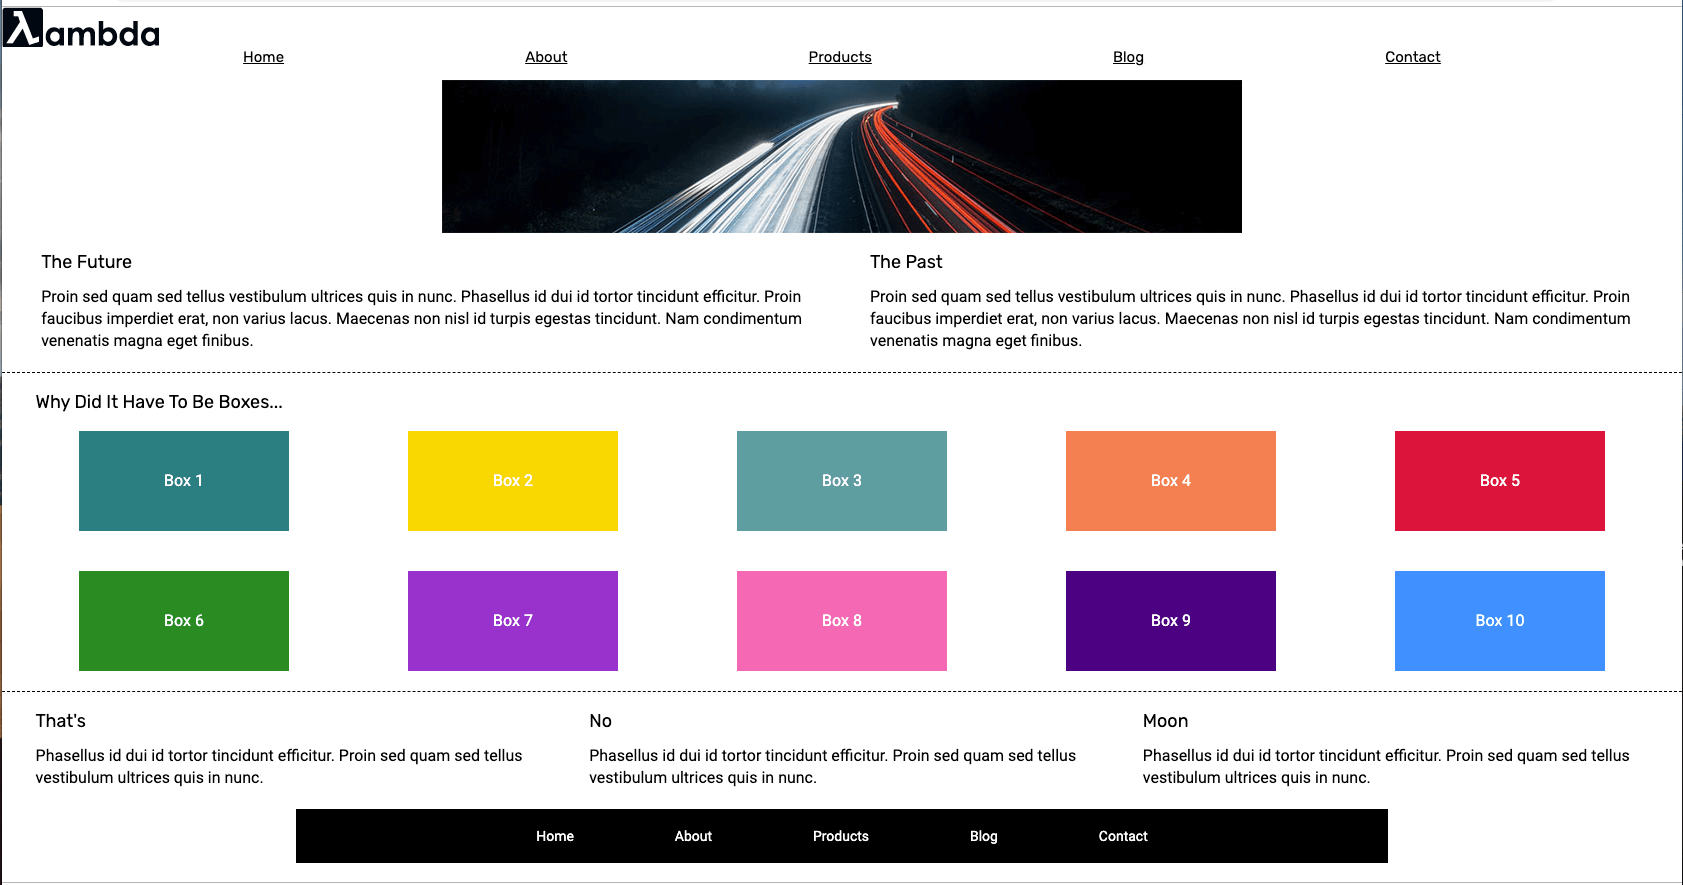 λambda
Home About Products Blog Contact
The Future
Proin sed quam sed tellus vestibulum ultrices quis in nunc. Phasellus id dui id tortor tincidunt efficitur. Proin
faucibus imperdiet erat, non varius lacus. Maecenas non nisl id turpis egestas tincidunt. Nam condimentum
venenatis magna eget finibus.
The Past
Proin sed quam sed tellus vestibulum ultrices quis in nunc. Phasellus id dui id tortor tincidunt efficitur. Proin
faucibus imperdiet erat, non varius lacus. Maecenas non nisl id turpis egestas tincidunt. Nam condimentum
venenatis magna eget finibus.
Why Did It Have To Be Boxes...
Box 1 Box 2 Box 3 Box 4 Box 5
Box 6 Box 7 Box 8 Box 9 Box 10
That's
Phasellus id dui id tortor tincidunt efficitur. Proin sed quam sed tellus
vestibulum ultrices quis in nunc.
No
Phasellus id dui id tortor tincidunt efficitur. Proin sed quam sed tellus
vestibulum ultrices quis in nunc.
Moon
Phasellus id dui id tortor tincidunt efficitur. Proin sed quam sed tellus
vestibulum ultrices quis in nunc.
Home About Products Blog Contact